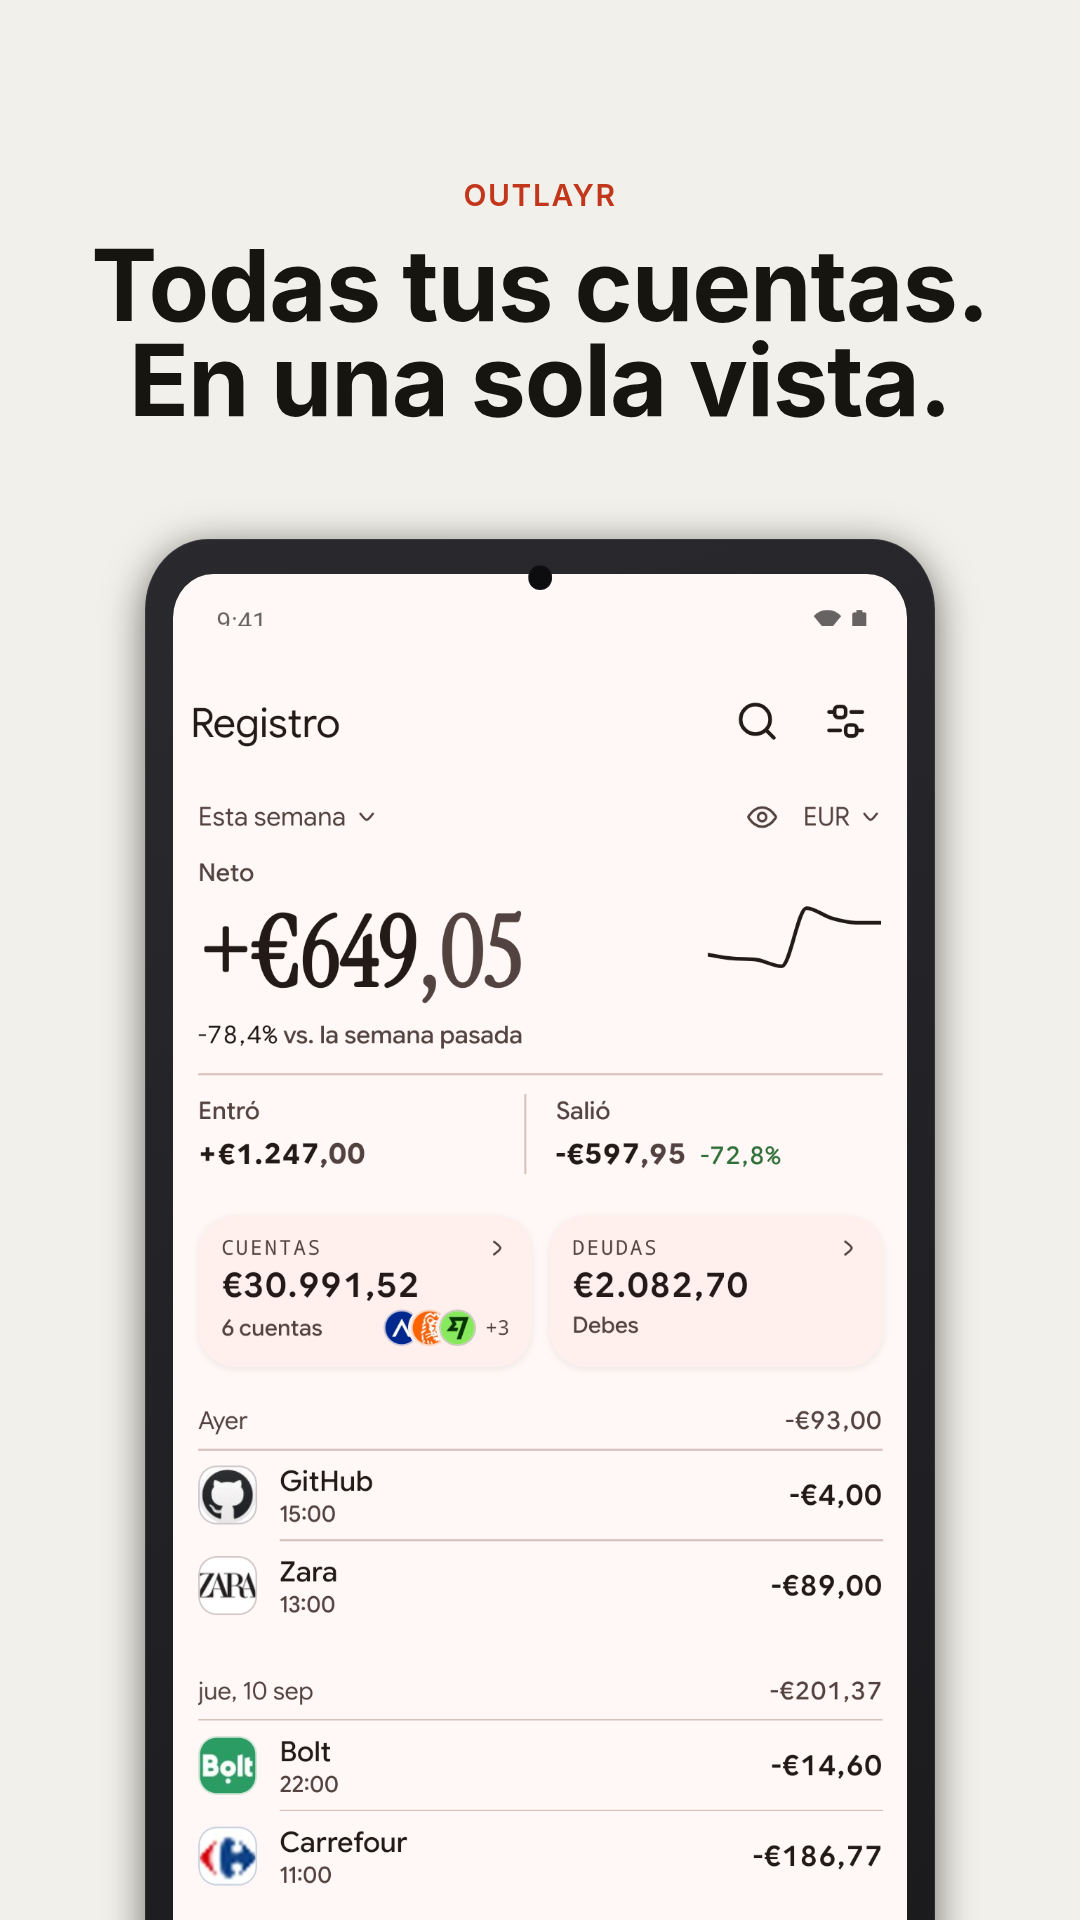 OUTLAYR
Todas tus cuentas.
En una sola vista.
9:41
Registro
Esta semana
EUR
Neto
+€649,05
-78,4% vs. la semana pasada
Entró
Salió
+€1.247,00
-€597,95 -72,8%
CUENTAS
DEUDAS
€30.991,52
€2.082,70
6 cuentas
+3
Debes
Ayer
-€93,00
GitHub
15:00
-€4,00
ZARA
Zara
13:00
-€89,00
jue, 10 sep
-€201,37
Bolt
Bolt
22:00
-€14,60
Carrefour
11:00
-€186,77